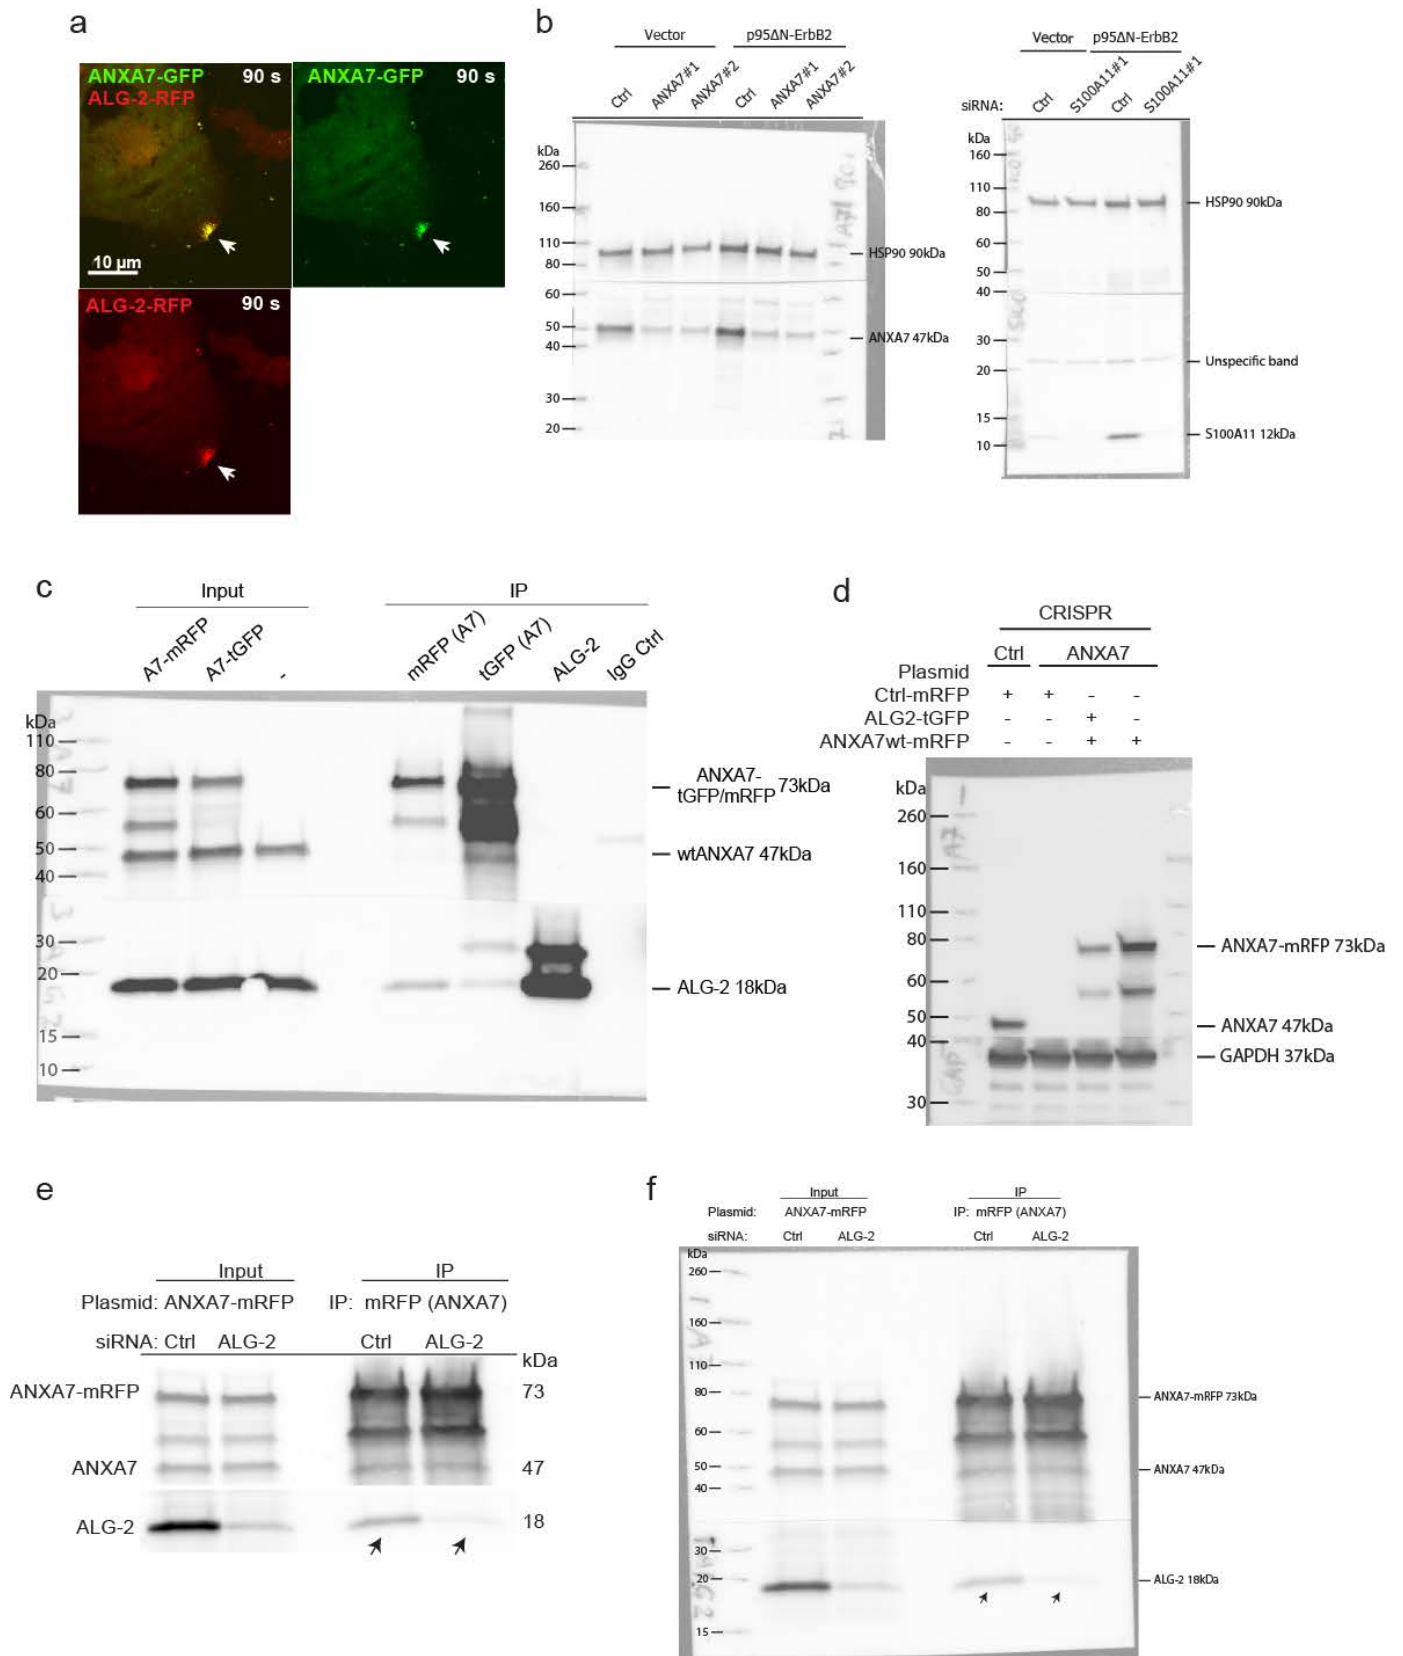 a
ANXA7-GFP 90 s
ALG-2-RFP
ANXA7-GFP 90 s
10 µm
ALG-2-RFP 90 s
b
Vector p95ΔN-ErbB2
Ctrl ANXA7#1 ANXA7#2 Ctrl ANXA7#1 ANXA7#2
kDa
260
160
110
80
60
50
40
30
20
HSP90 90kDa
ANXA7 47kDa
Vector p95ΔN-ErbB2
siRNA: Ctrl S100A11#1 Ctrl S100A11#1
kDa
160
110
80
60
50
40
30
20
15
10
HSP90 90kDa
Unspecific band
S100A11 12kDa
c
Input IP
A7-mRFP A7-tGFP - mRFP (A7) tGFP (A7) ALG-2 IgG Ctrl
kDa
110
80
60
50
40
30
20
15
10
ANXA7-
tGFP/mRFP 73kDa
wtANXA7 47kDa
ALG-2 18kDa
d
CRISPR
Ctrl ANXA7
Plasmid
Ctrl-mRFP + + - -
ALG2-tGFP - - + -
ANXA7wt-mRFP - - + +
kDa
260
160
110
80
60
50
40
30
ANXA7-mRFP 73kDa
ANXA7 47kDa
GAPDH 37kDa
e
Input IP
Plasmid: ANXA7-mRFP IP: mRFP (ANXA7)
siRNA: Ctrl ALG-2 Ctrl ALG-2
kDa
ANXA7-mRFP 73
ANXA7 47
ALG-2 18
f
Input IP
Plasmid: ANXA7-mRFP IP: mRFP (ANXA7)
siRNA: Ctrl ALG-2 Ctrl ALG-2
kDa
260
160
110
80
60
50
40
30
20
15
ANXA7-mRFP 73kDa
ANXA7 47kDa
ALG-2 18kDa